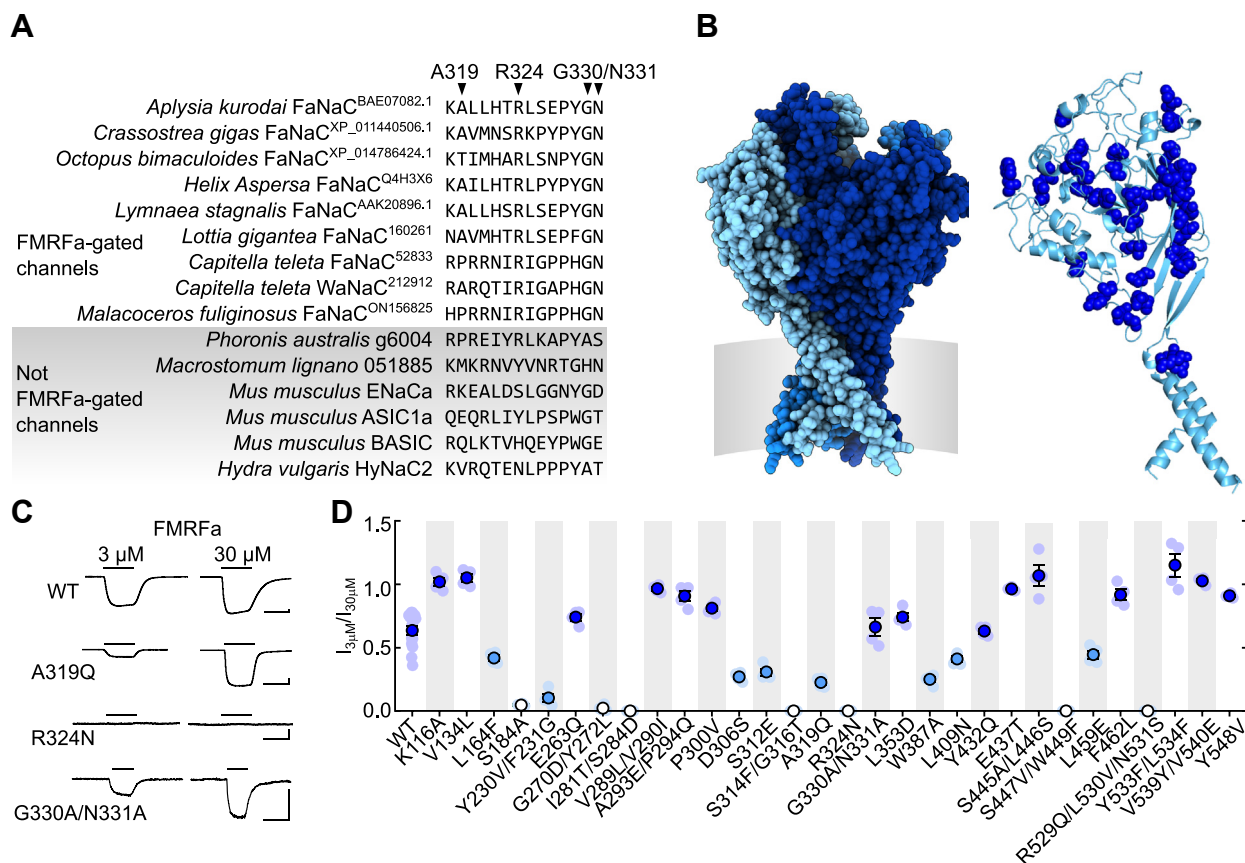 A
B
A319 R324 G330/N331
Aplysia kurodai FaNaC^BAE07082.1 KALLHTRLSEPYGN
Crassostrea gigas FaNaC^XP_011440506.1 KAVMNSRKPYPYGN
Octopus bimaculoides FaNaC^XP_014786424.1 KTIMHARLSNPYGN
Helix Aspersa FaNaC^Q4H3X6 KAILHTRLPYPYGN
Lymnaea stagnalis FaNaC^AAK20896.1 KALLHSRLSEPYGN
Lottia gigantea FaNaC^160261 NAVMHTRLSEPFGN
Capitella teleta FaNaC^52833 RPRRNIRIGPPHGN
Capitella teleta WaNaC^212912 RARQTIRIGAPHGN
Malacoceros fuliginosus FaNaC^ON156825 HPRRNIRIGPPYGN
FMRFa-gated
channels
Phoronis australis g6004 RPREIYRLKAPYAS
Macrostomum lignano 051885 KMKRNVYVNRTGHN
Mus musculus ENaCa RKEALDSLGGNYGD
Mus musculus ASIC1a QEQRLIYLPSPWGT
Mus musculus BASIC RQLKTVHQEYPWGE
Hydra vulgaris HyNaC2 KVRQTENLPPPYAT
Not
FMRFa-gated
channels
C
FMRFa
3 µM 30 µM
WT
A319Q
R324N
G330A/N331A
D
I3µM/I30µM
1.5
1.0
0.5
0.0
WT
K116A
V134L
L164F
S184A
Y230V/F231G
E263Q
G270D/Y272L
I281T/S284D
V289L/V290I
A293E/P294Q
P300V
D306S
S312E
S314F/G316T
A319Q
R324N
G330A/N331A
L353D
W387A
L409N
Y432Q
E437T
S445A/L446S
S447V/W449F
L459E
F462L
R529Q/L530V/N531S
Y533F/L534F
V539Y/V540E
Y548V